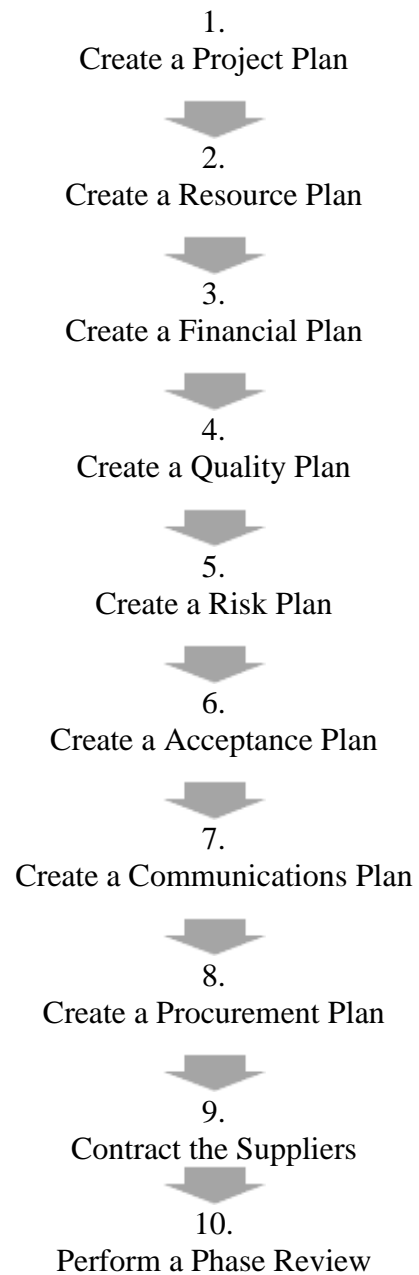 1.
Create a Project Plan
2.
Create a Resource Plan
3.
Create a Financial Plan
4.
Create a Quality Plan
5.
Create a Risk Plan
6.
Create a Acceptance Plan
7.
Create a Communications Plan
8.
Create a Procurement Plan
9.
Contract the Suppliers
10.
Perform a Phase Review